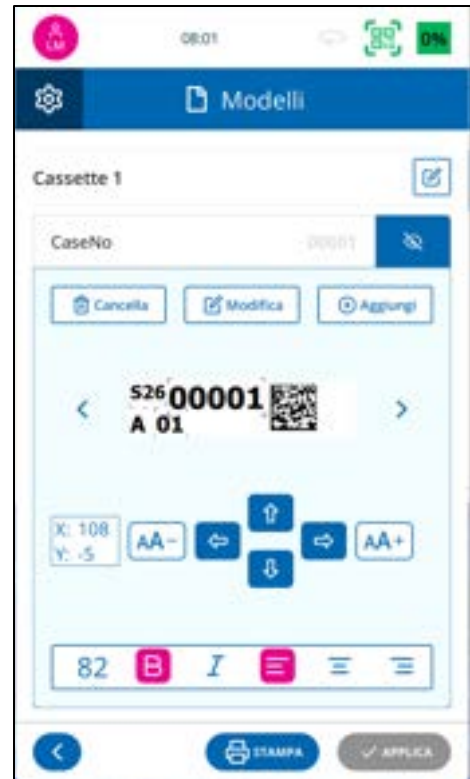 LM 08:01 0%
Modelli
Cassette 1
CaseNo 00001
Cancella Modifica Aggiungi
S26 00001
A 01
X: 108
Y: -5
AA- AA+
82 B I
STAMPA APPLICA